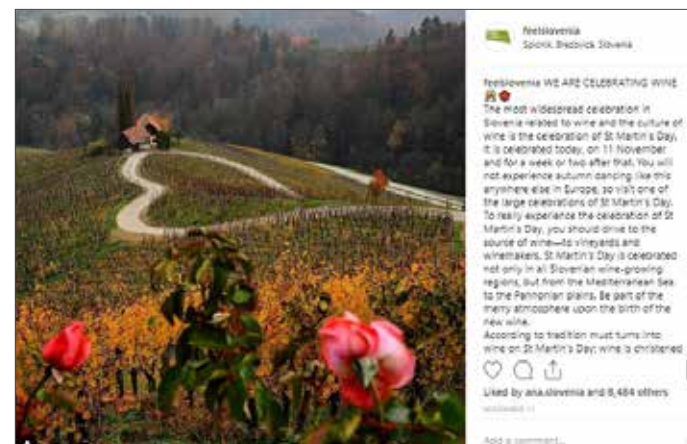 feelslovenia
Slovenia
feelslovenia WE ARE CELEBRATING WINE
The most widespread celebration in
Slovenia related to wine and the culture of
wine is the celebration of St Martin's Day.
It is celebrated today, on 11 November
and for a week or two after that. You will
not experience autumn dancing like this
anywhere else in Europe, so visit one of
the large celebrations of St Martin's Day.
To really experience the celebration of St
Martin's Day, you should drive to the
source of wine—to vineyards and
winemakers. St Martin's Day is celebrated
not only in all Slovenian wine-growing
regions, but from the Mediterranean Sea
to the Pannonian plains. Be part of the
merry atmosphere upon the birth of the
new wine.
According to tradition must turns into
wine on St Martin's Day: wine is christened
Liked by ana.slovenia and others
NOVEMBER 11
Add a comment...